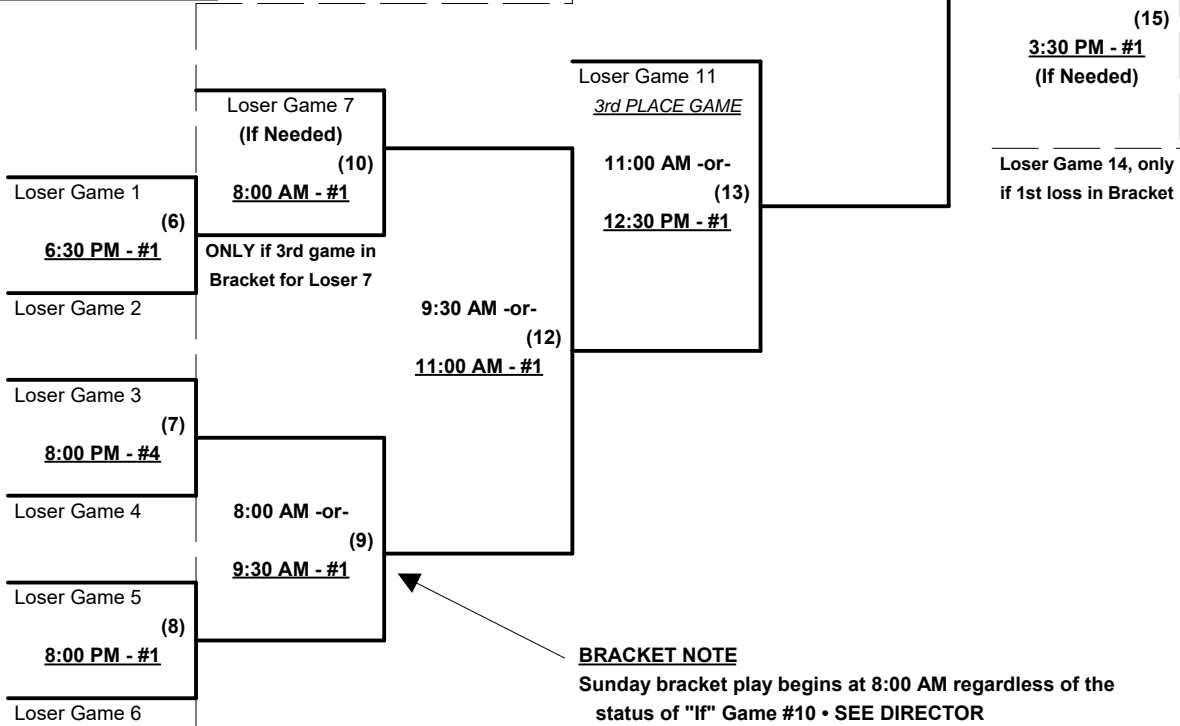 (15)
3:30 PM - #1
(If Needed)
Loser Game 14, only
if 1st loss in Bracket
Loser Game 11
3rd PLACE GAME
11:00 AM -or-
(13)
12:30 PM - #1
Loser Game 7
(If Needed)
(10)
8:00 AM - #1
ONLY if 3rd game in
Bracket for Loser 7
Loser Game 1
(6)
6:30 PM - #1
Loser Game 2
9:30 AM -or-
(12)
11:00 AM - #1
Loser Game 3
(7)
8:00 PM - #4
Loser Game 4
8:00 AM -or-
(9)
9:30 AM - #1
Loser Game 5
(8)
8:00 PM - #1
Loser Game 6
BRACKET NOTE
Sunday bracket play begins at 8:00 AM regardless of the
status of "If" Game #10 • SEE DIRECTOR